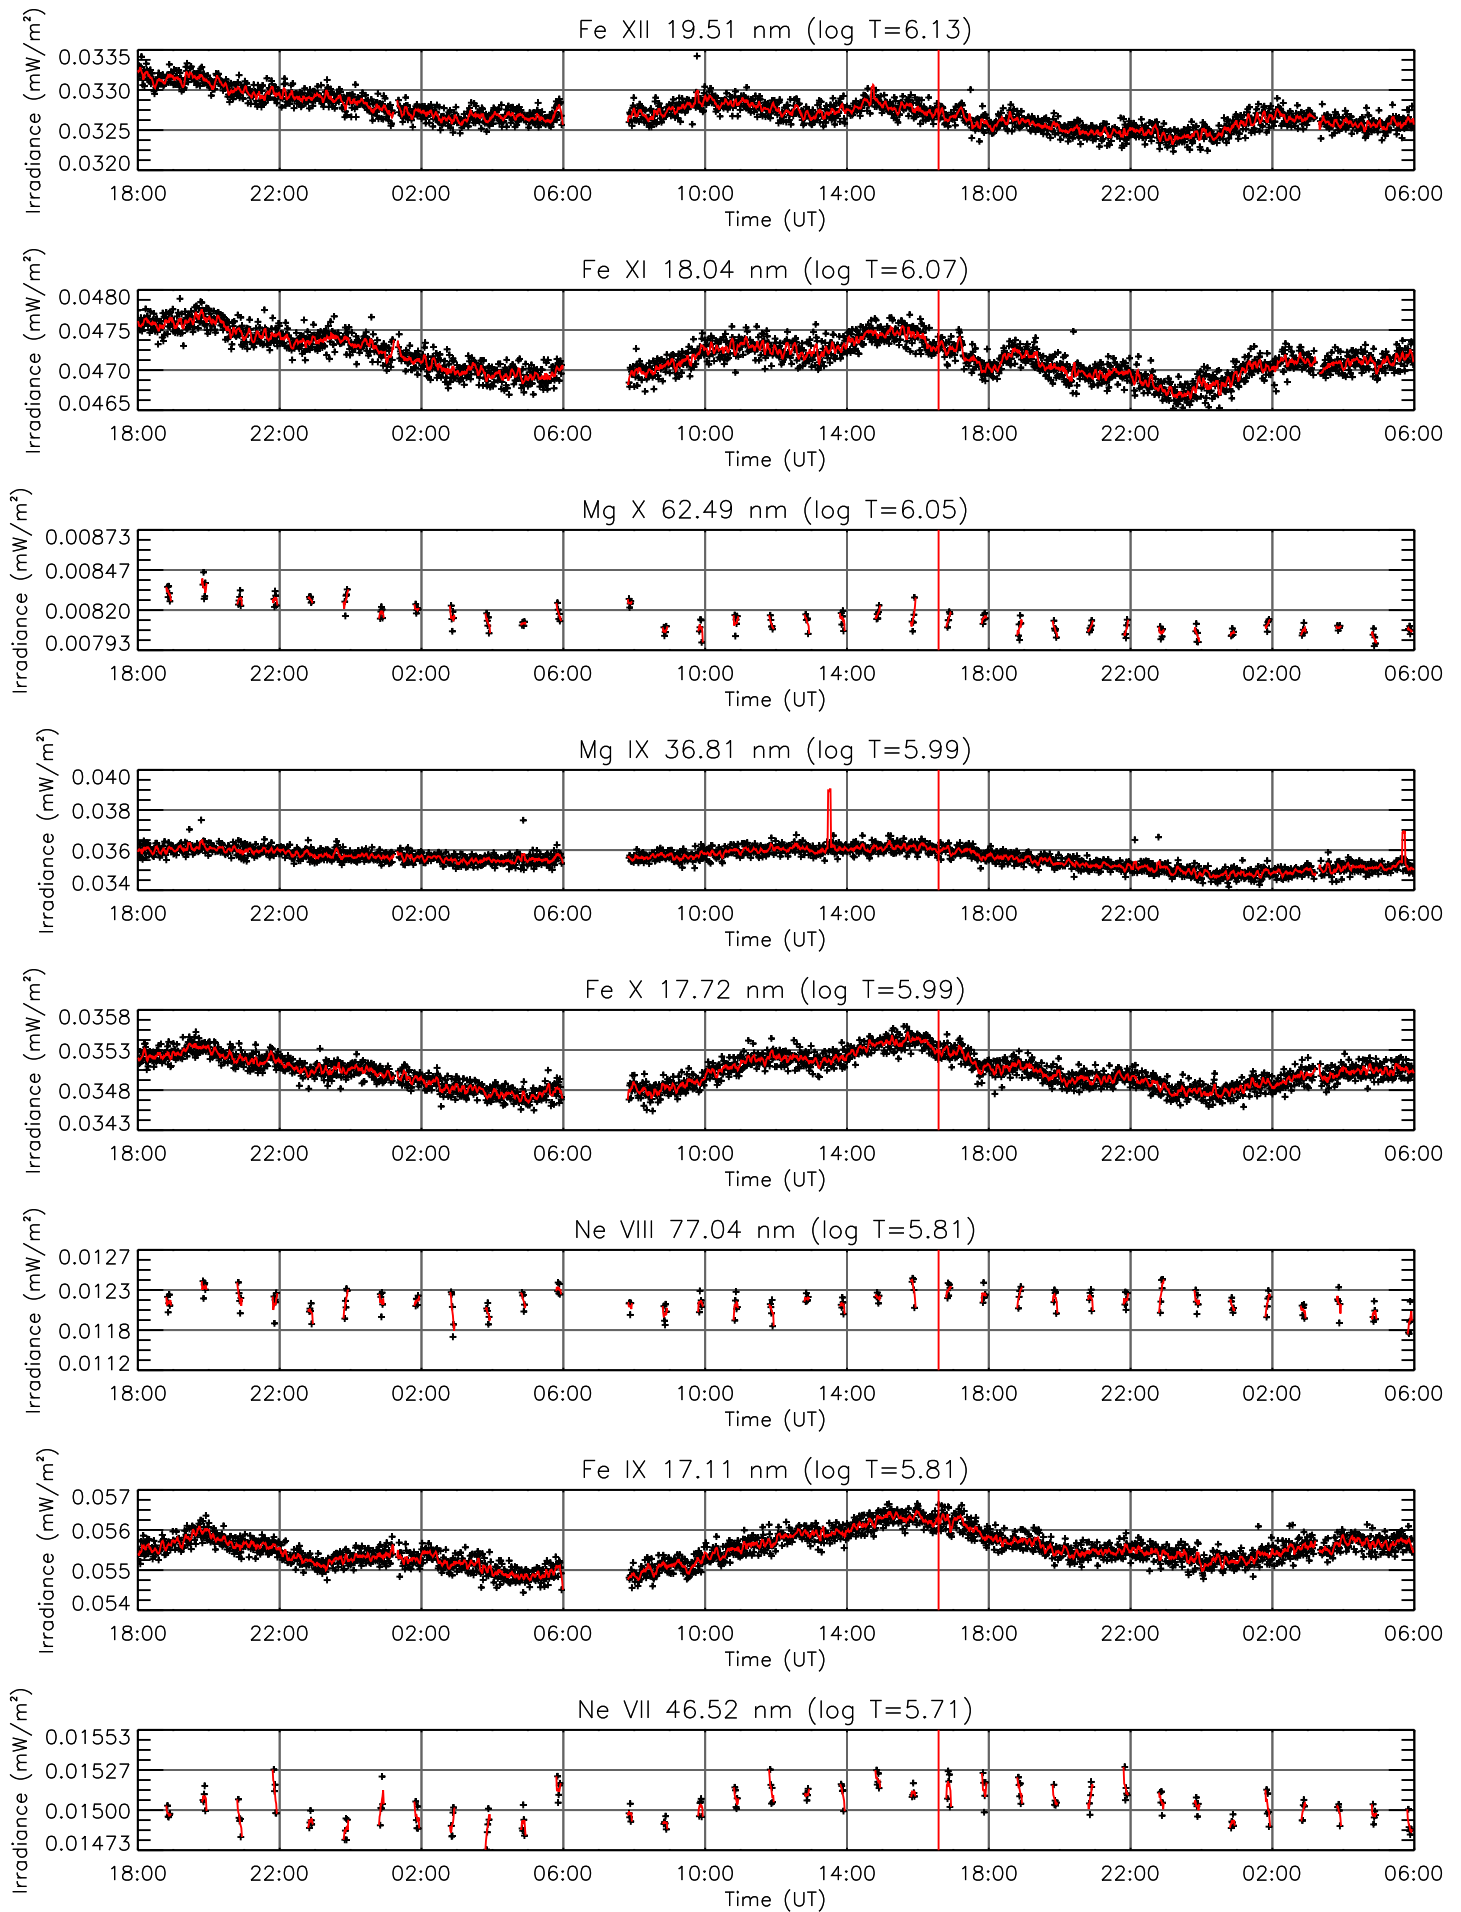 Fe XII 19.51 nm (log T=6.13)
Irradiance (mW/m²)
0.0335
0.0330
0.0325
0.0320
18:00 22:00 02:00 06:00 10:00 14:00 18:00 22:00 02:00 06:00
Time (UT)
Fe XI 18.04 nm (log T=6.07)
Irradiance (mW/m²)
0.0480
0.0475
0.0470
0.0465
18:00 22:00 02:00 06:00 10:00 14:00 18:00 22:00 02:00 06:00
Time (UT)
Mg X 62.49 nm (log T=6.05)
Irradiance (mW/m²)
0.00873
0.00847
0.00820
0.00793
18:00 22:00 02:00 06:00 10:00 14:00 18:00 22:00 02:00 06:00
Time (UT)
Mg IX 36.81 nm (log T=5.99)
Irradiance (mW/m²)
0.040
0.038
0.036
0.034
18:00 22:00 02:00 06:00 10:00 14:00 18:00 22:00 02:00 06:00
Time (UT)
Fe X 17.72 nm (log T=5.99)
Irradiance (mW/m²)
0.0358
0.0353
0.0348
0.0343
18:00 22:00 02:00 06:00 10:00 14:00 18:00 22:00 02:00 06:00
Time (UT)
Ne VIII 77.04 nm (log T=5.81)
Irradiance (mW/m²)
0.0127
0.0123
0.0118
0.0112
18:00 22:00 02:00 06:00 10:00 14:00 18:00 22:00 02:00 06:00
Time (UT)
Fe IX 17.11 nm (log T=5.81)
Irradiance (mW/m²)
0.057
0.056
0.055
0.054
18:00 22:00 02:00 06:00 10:00 14:00 18:00 22:00 02:00 06:00
Time (UT)
Ne VII 46.52 nm (log T=5.71)
Irradiance (mW/m²)
0.01553
0.01527
0.01500
0.01473
18:00 22:00 02:00 06:00 10:00 14:00 18:00 22:00 02:00 06:00
Time (UT)